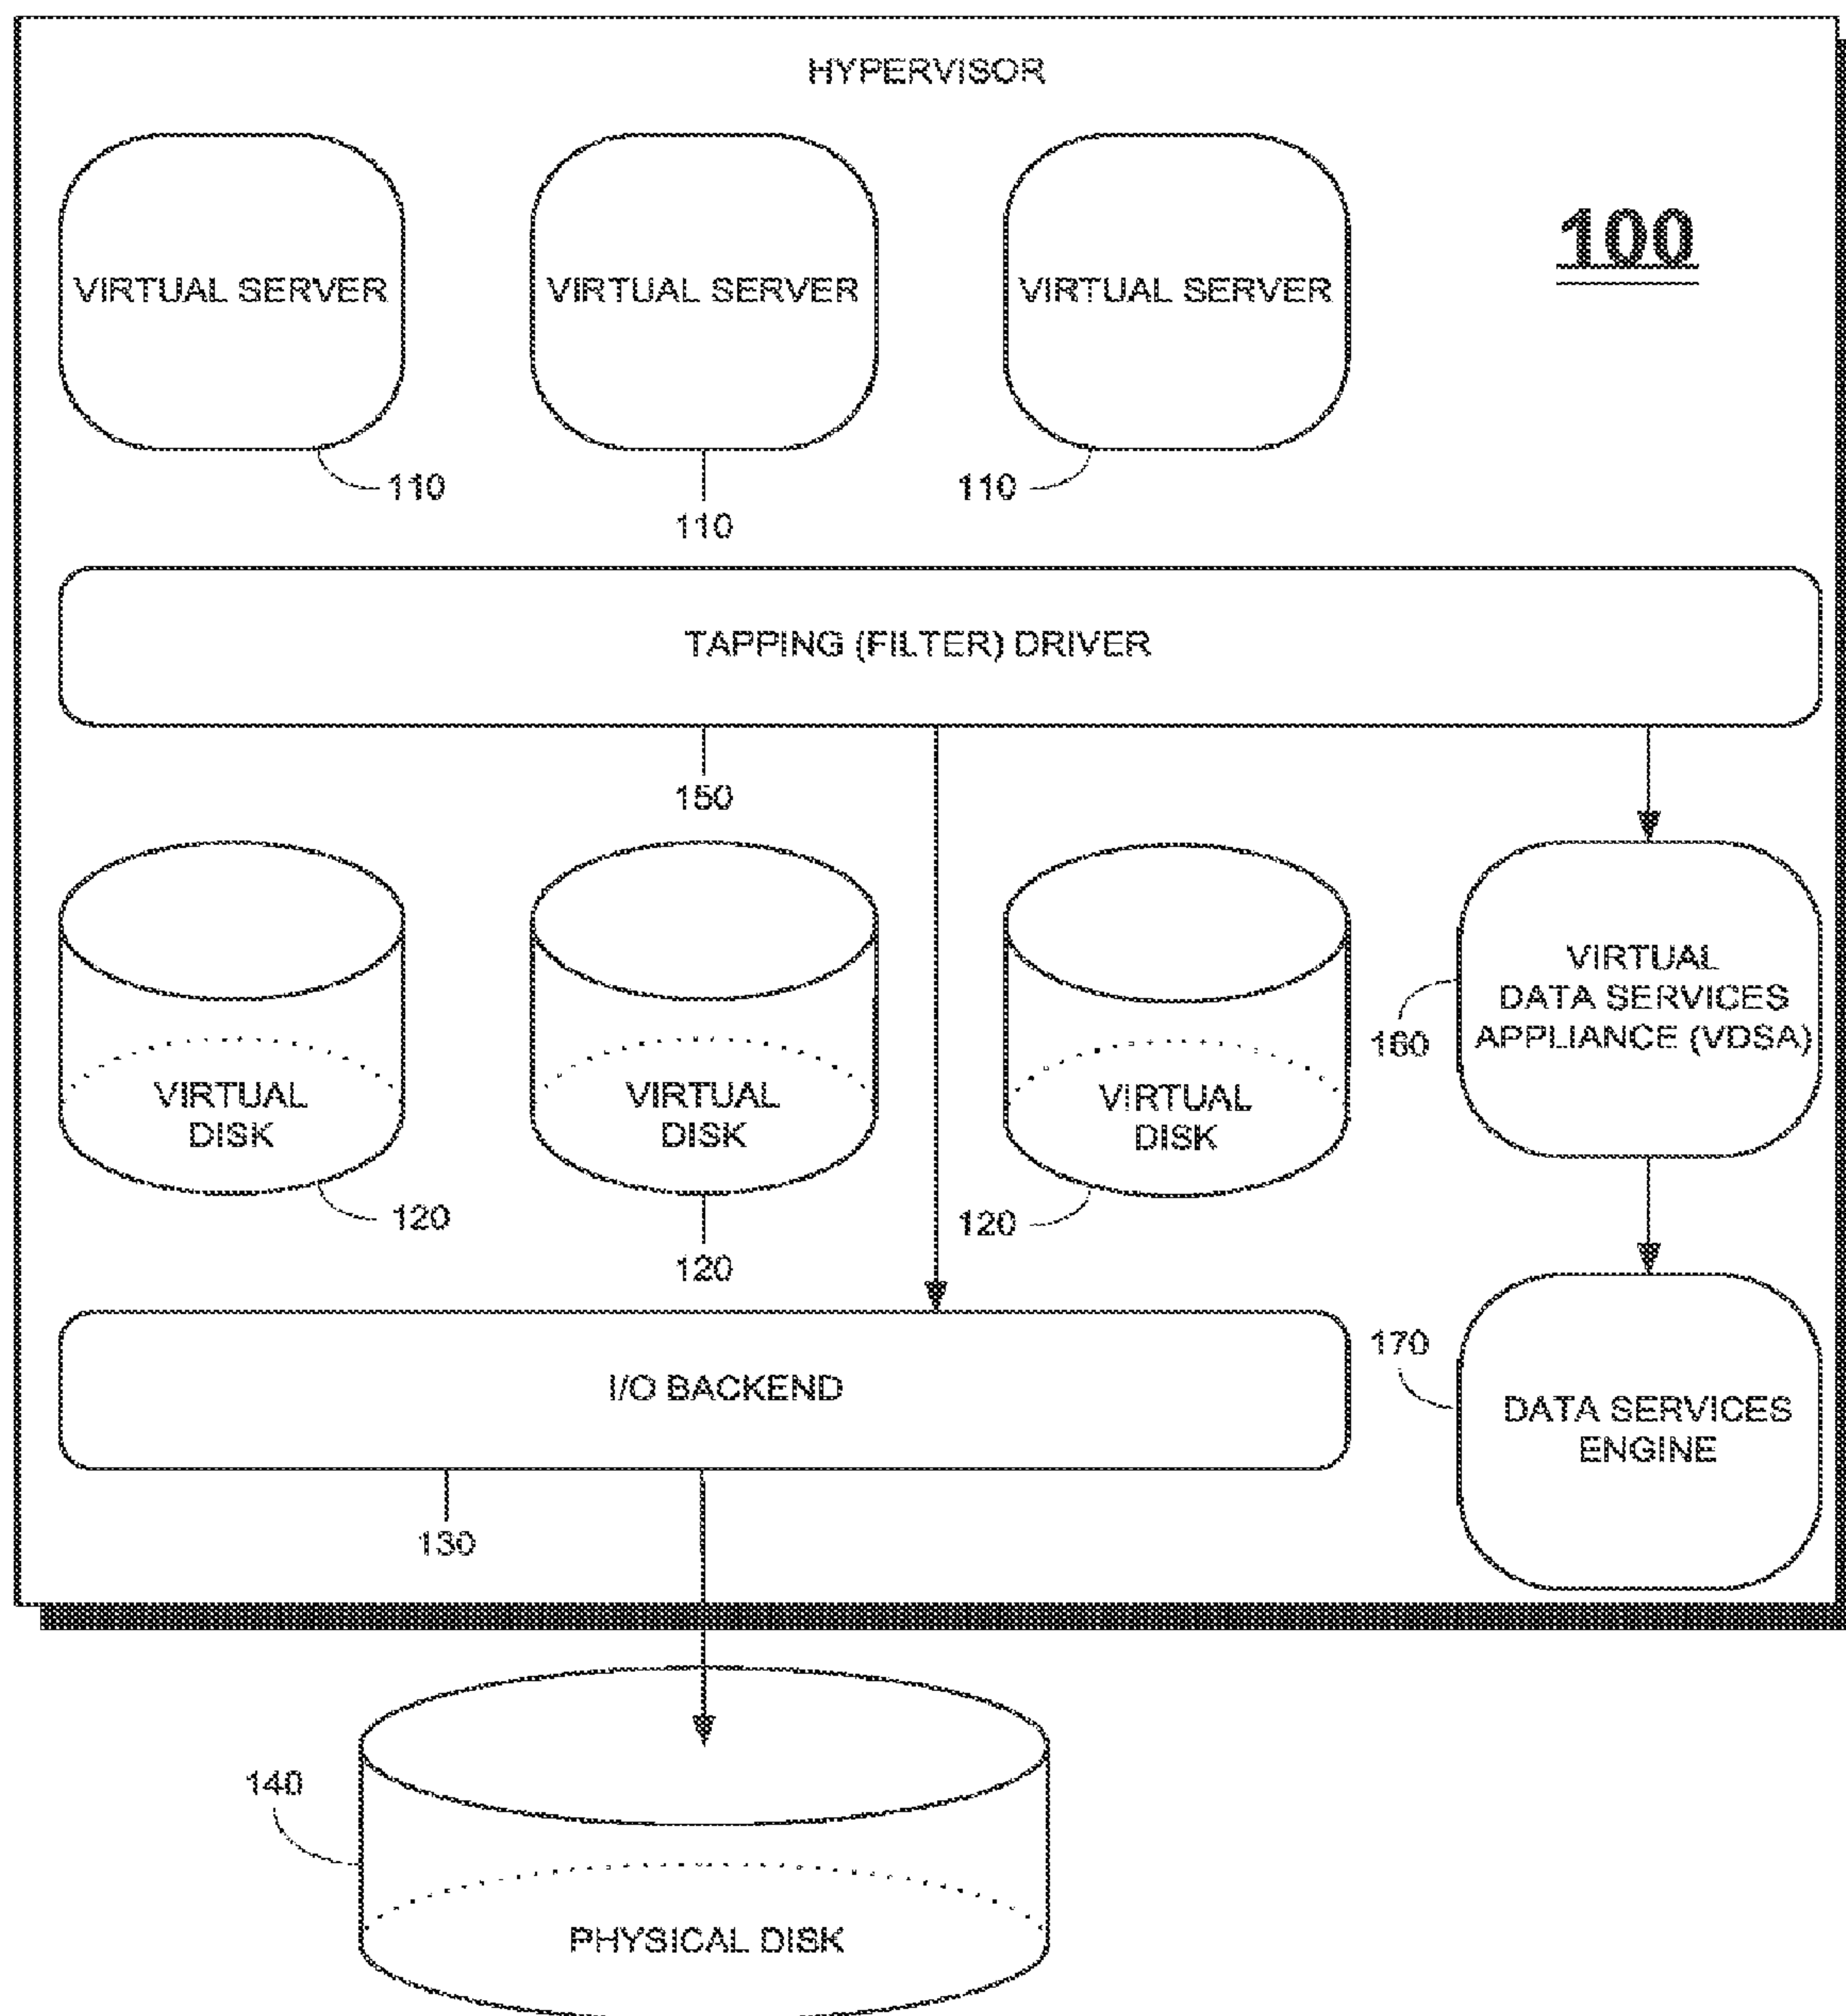 HYPERVISOR
100
VIRTUAL SERVER
VIRTUAL SERVER
VIRTUAL SERVER
110
110
110
TAPPING (FILTER) DRIVER
150
VIRTUAL
DISK
120
VIRTUAL
DISK
120
VIRTUAL
DISK
120
160
VIRTUAL
DATA SERVICES
APPLIANCE (VDSA)
I/O BACKEND
130
170
DATA SERVICES
ENGINE
140
PHYSICAL DISK